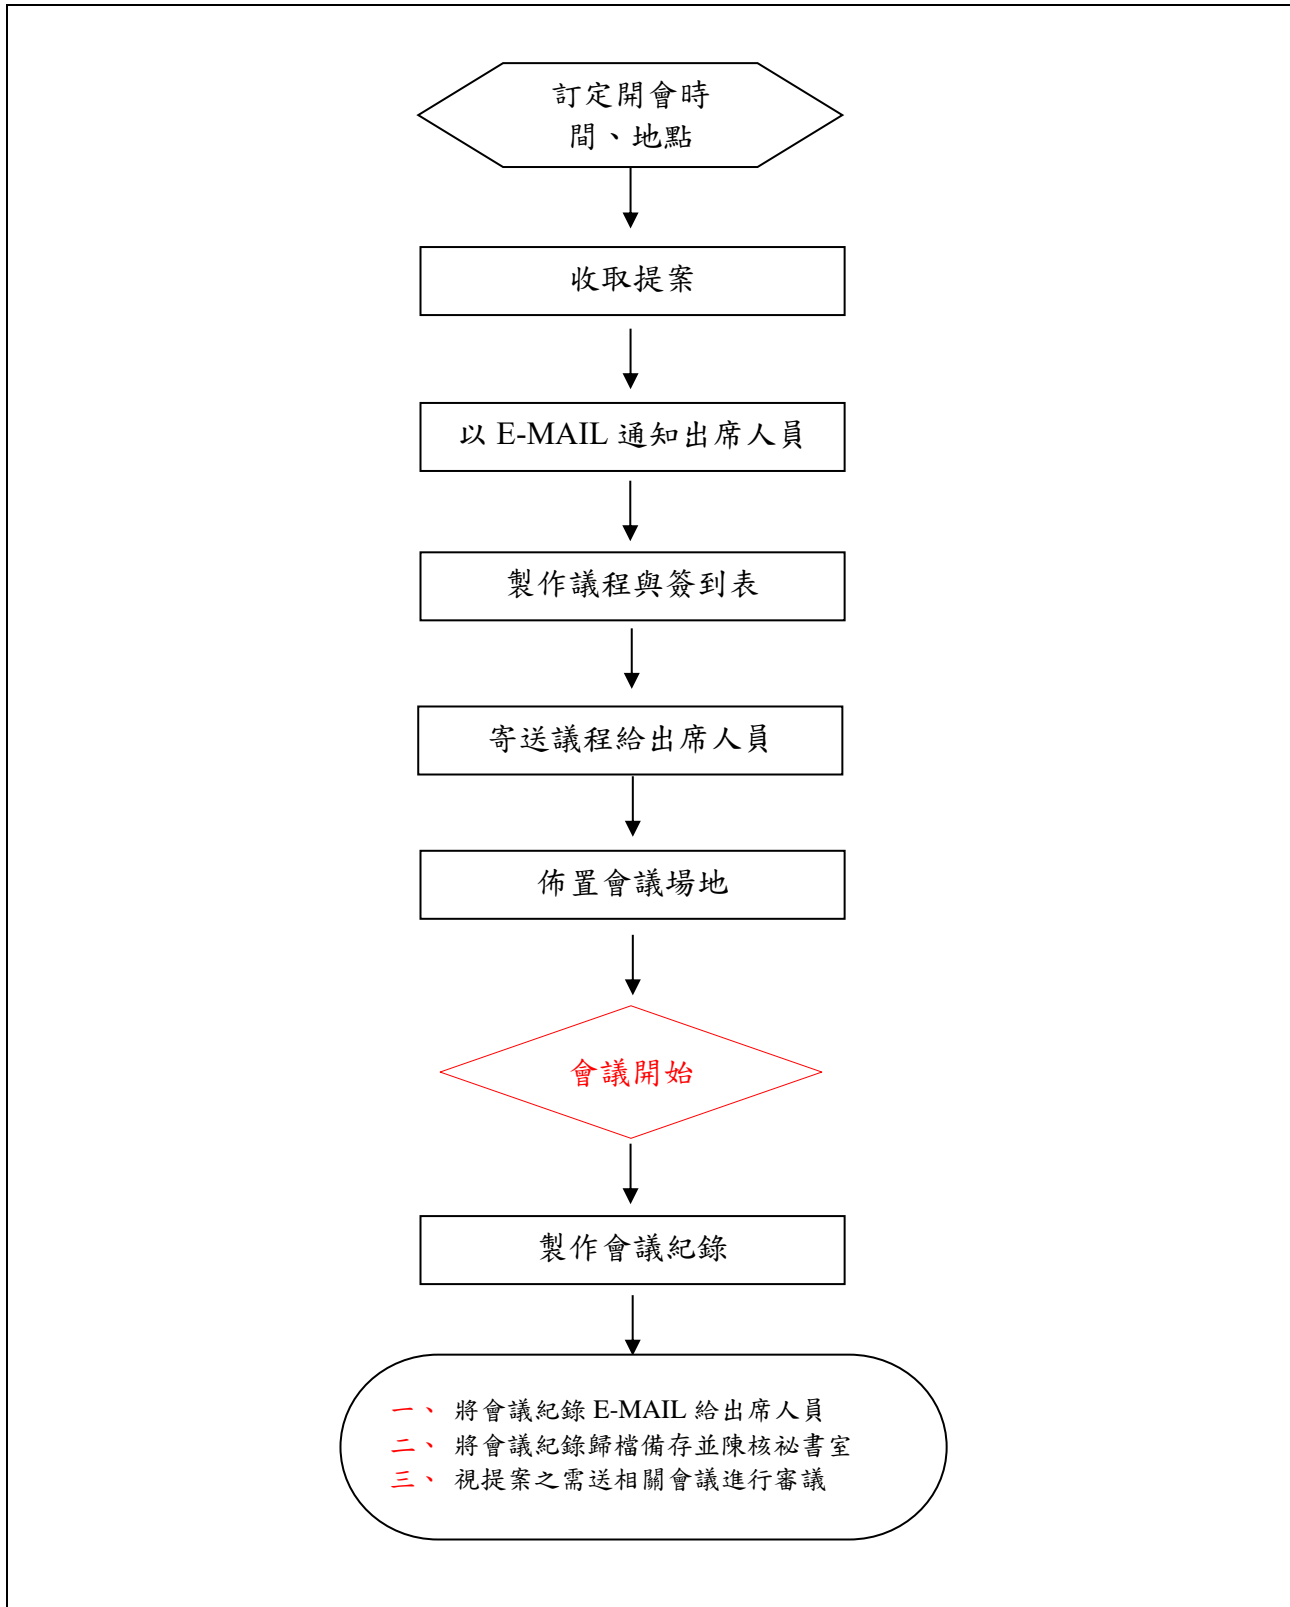 訂定開會時
間、地點
收取提案
以 E-MAIL 通知出席人員
製作議程與簽到表
寄送議程給出席人員
佈置會議場地
會議開始
製作會議紀錄
一、 將會議紀錄 E-MAIL 給出席人員
二、 將會議紀錄歸檔備存並陳核祕書室
三、 視提案之需送相關會議進行審議